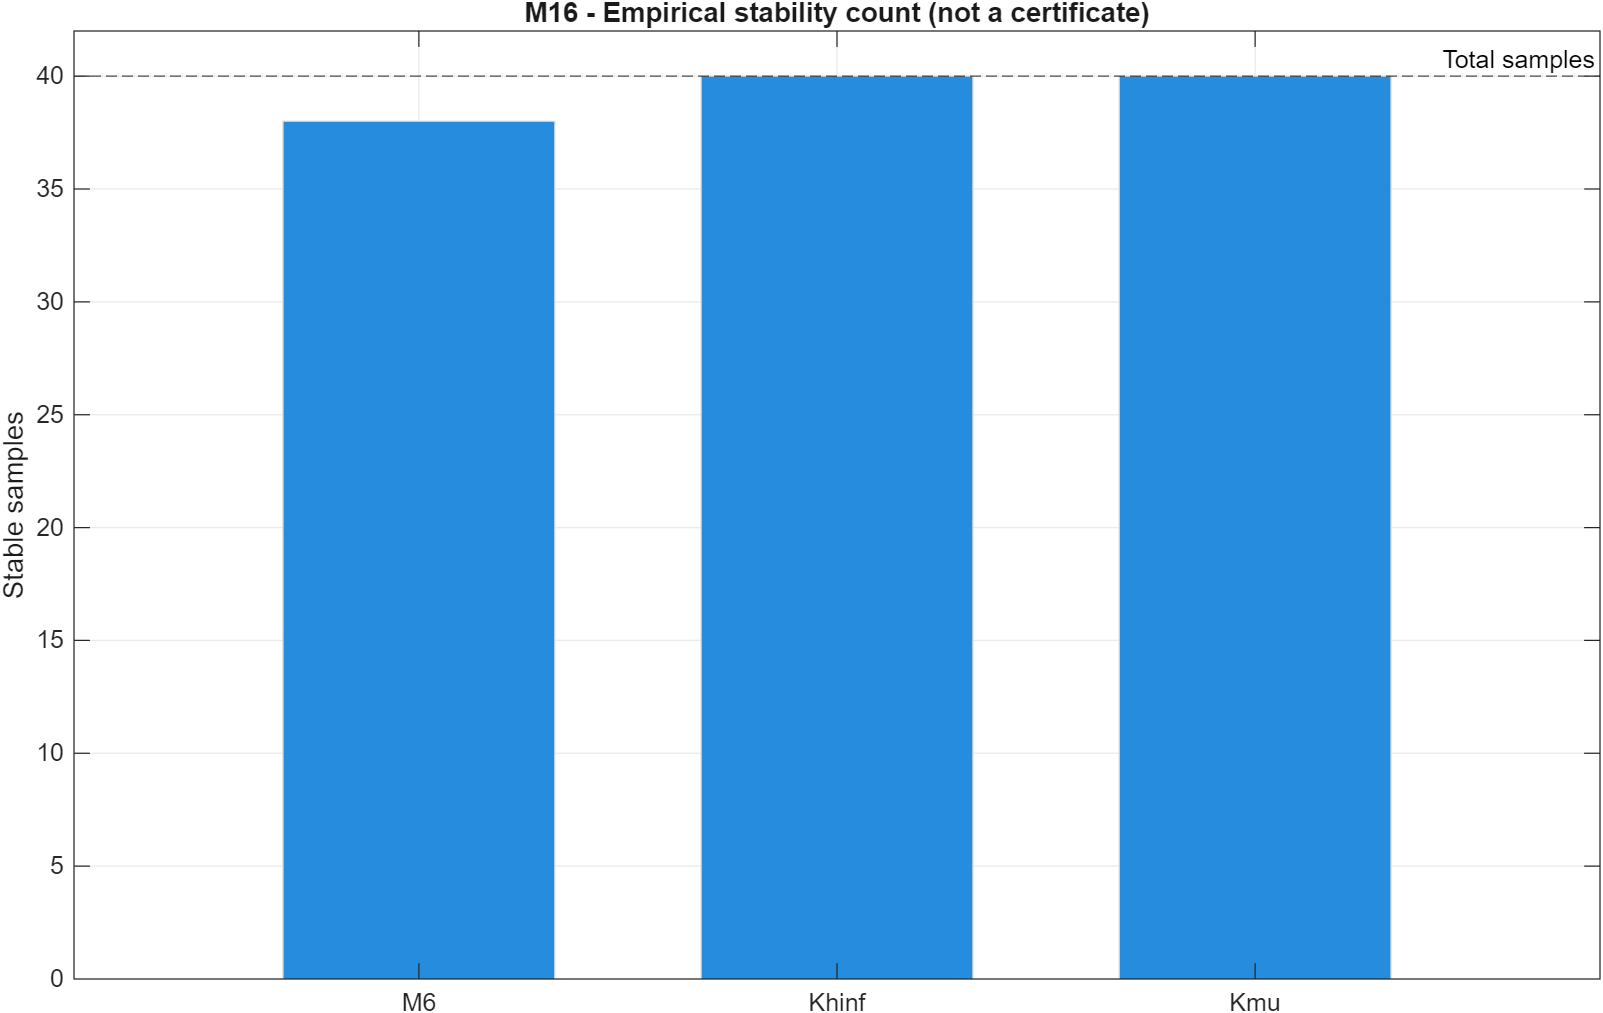 M16 - Empirical stability count (not a certificate)
Total samples
Stable samples
40
35
30
25
20
15
10
5
0
M6 Khinf Kmu